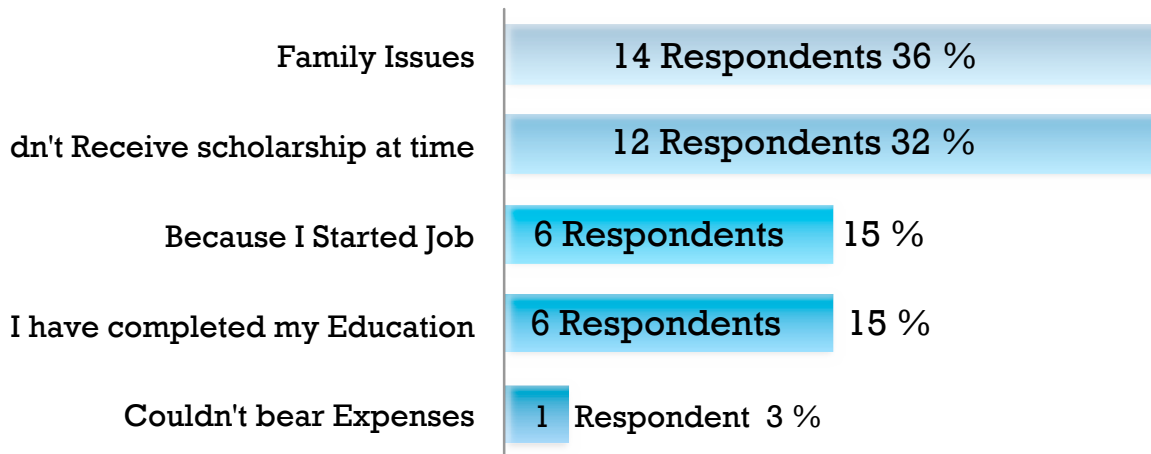 Family Issues 14 Respondents 36 %
dn't Receive scholarship at time 12 Respondents 32 %
Because I Started Job 6 Respondents 15 %
I have completed my Education 6 Respondents 15 %
Couldn't bear Expenses 1 Respondent 3 %